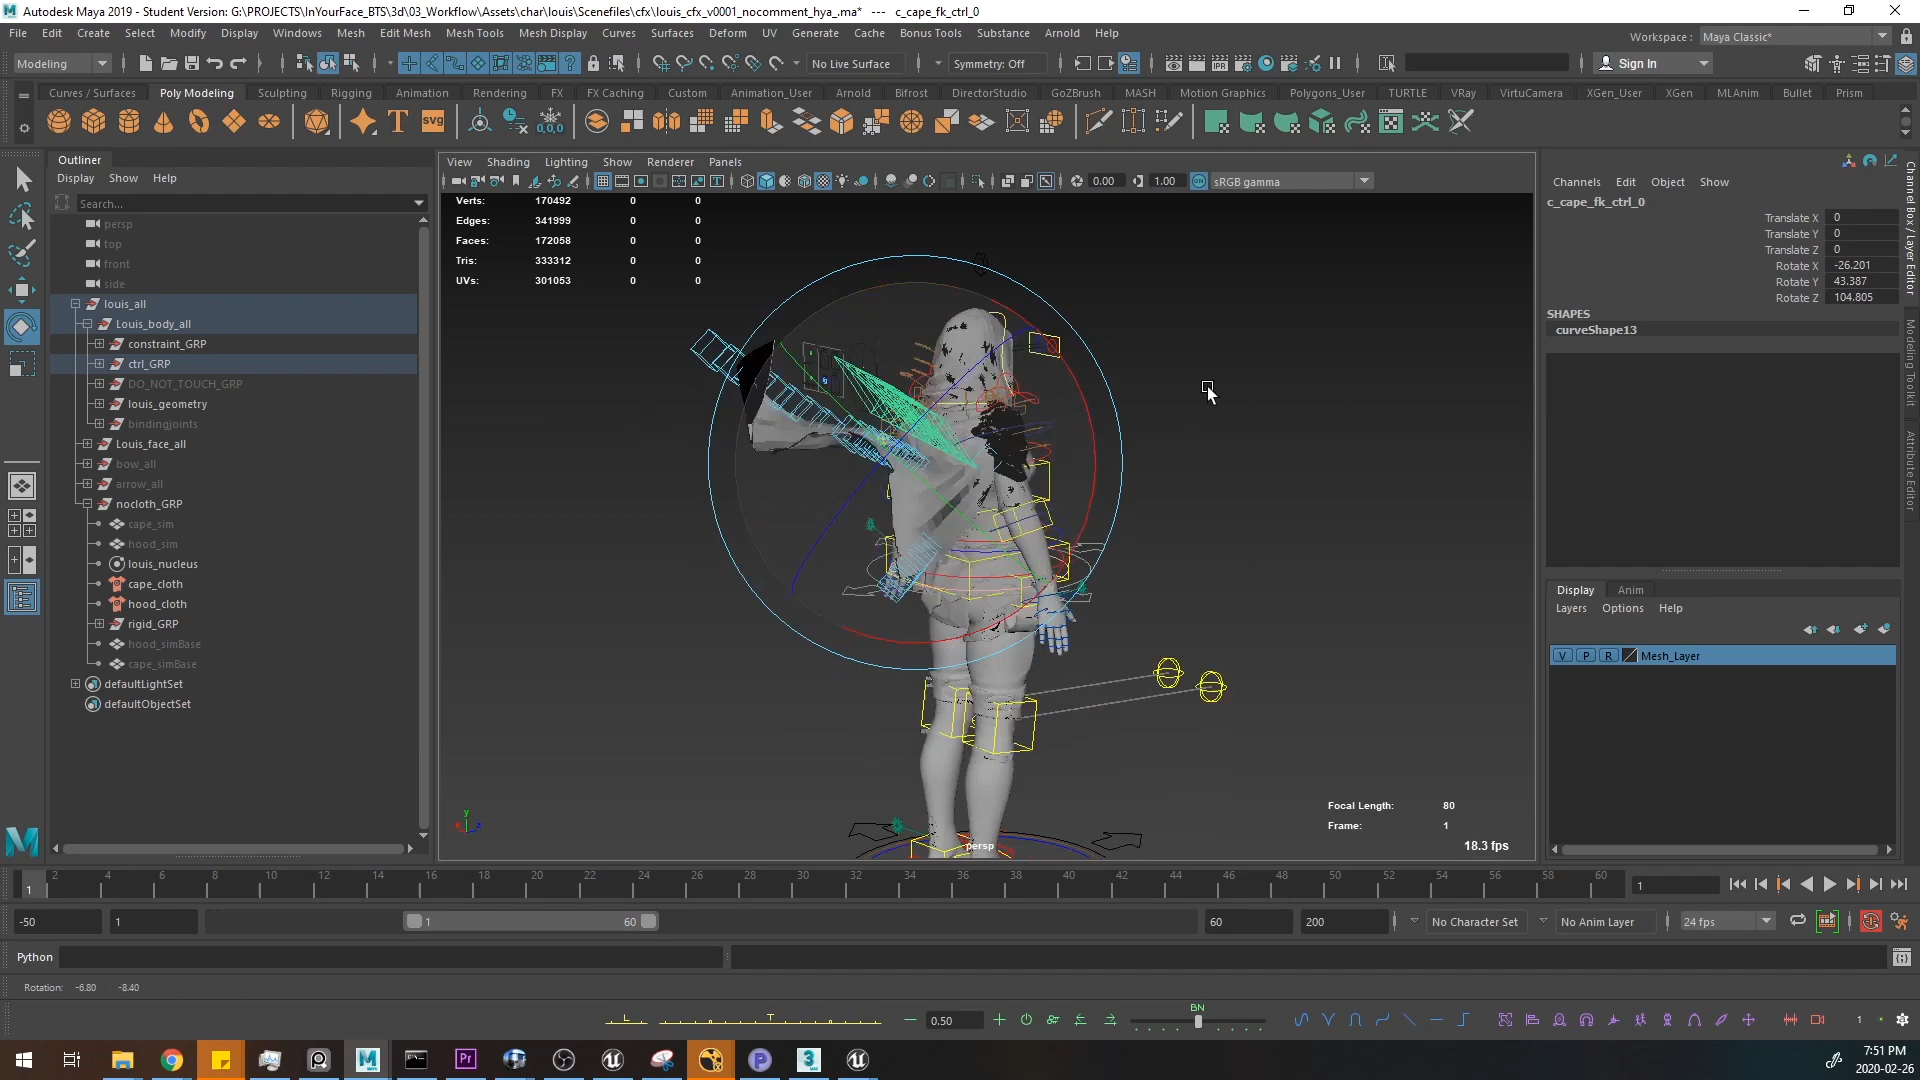 Autodesk Maya 2019 - Student Version: G:\PROJECTS\InYourFace_BTS\3d\03_Workflow\Assets\char\louis\Scenefiles\cfx\louis_cfx_v0001_nocomment_hya_.ma*   ---   c_cape_fk_ctrl_0
File Edit Create Select Modify Display Windows Mesh Edit Mesh Mesh Tools Mesh Display Curves Surfaces Deform UV Generate Cache Bonus Tools Substance Arnold Help
Workspace : Maya Classic*
Modeling No Live Surface Symmetry: Off Sign In
Curves / Surfaces Poly Modeling Sculpting Rigging Animation Rendering FX FX Caching Custom Animation_User Arnold Bifrost DirectorStudio GoZBrush MASH Motion Graphics Polygons_User TURTLE VRay VirtuCamera XGen_User XGen MLAnim Bullet Prism
Outliner
Display Show Help
Search...
persp
top
front
side
louis_all
Louis_body_all
constraint_GRP
ctrl_GRP
DO_NOT_TOUCH_GRP
louis_geometry
bindingjoints
Louis_face_all
bow_all
arrow_all
nocloth_GRP
cape_sim
hood_sim
louis_nucleus
cape_cloth
hood_cloth
rigid_GRP
hood_simBase
cape_simBase
defaultLightSet
defaultObjectSet
View Shading Lighting Show Renderer Panels
0.00 1.00 sRGB gamma
Verts: 170492 0 0
Edges: 341999 0 0
Faces: 172058 0 0
Tris: 333312 0 0
UVs: 301053 0 0
Focal Length: 80
Frame: 1
18.3 fps
persp
Channels Edit Object Show
c_cape_fk_ctrl_0
Translate X 0
Translate Y 0
Translate Z 0
Rotate X -26.201
Rotate Y 43.387
Rotate Z 104.805
SHAPES
curveShape13
Channel Box / Layer Editor
Modeling Toolkit
Attribute Editor
Display Anim
Layers Options Help
V P R Mesh_Layer
1 2 4 6 8 10 12 14 16 18 20 22 24 26 28 30 32 34 36 38 40 42 44 46 48 50 52 54 56 58 60 1
-50 1 1 60 60 200 No Character Set No Anim Layer 24 fps
Python
Rotation: -6.80 -8.40
L T 0.50 BN 1
7:51 PM
2020-02-26